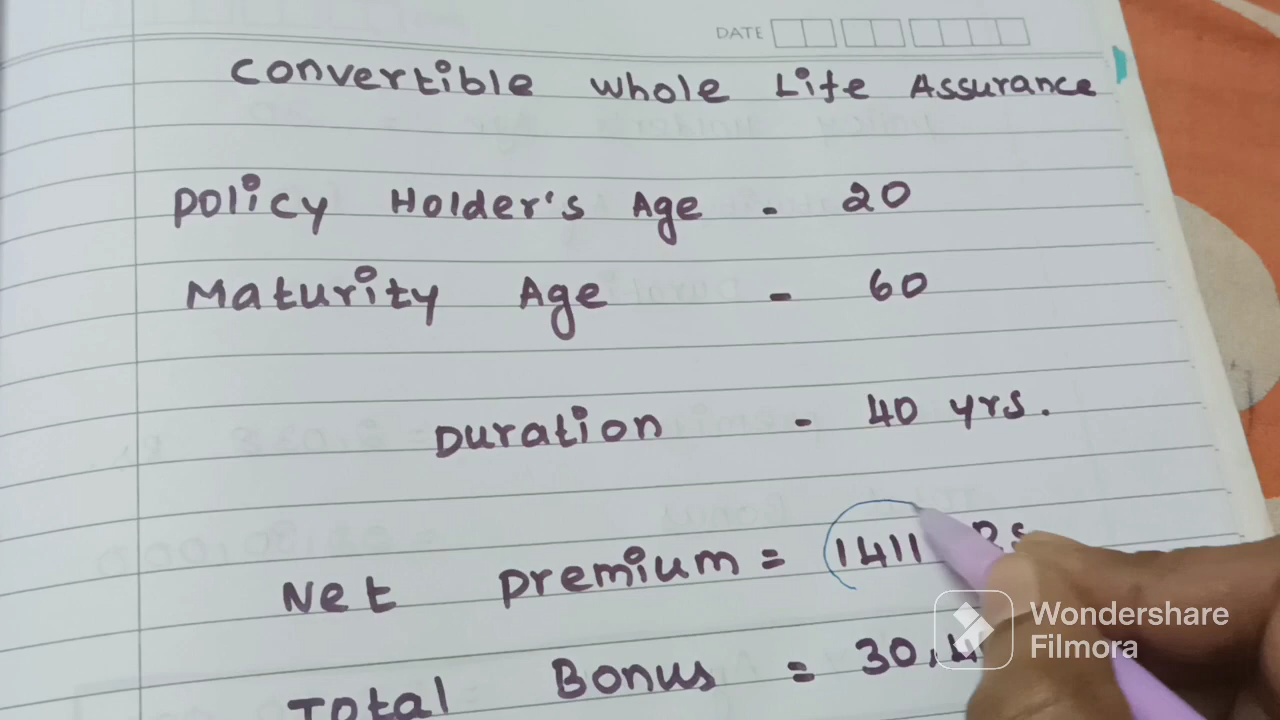 DATE
Convertible Whole Life Assurance
Policy Holder's Age - 20
Maturity Age - 60
Duration - 40 yrs.
Net Premium = 1411 Rs
Total Bonus =
Wondershare
Filmora